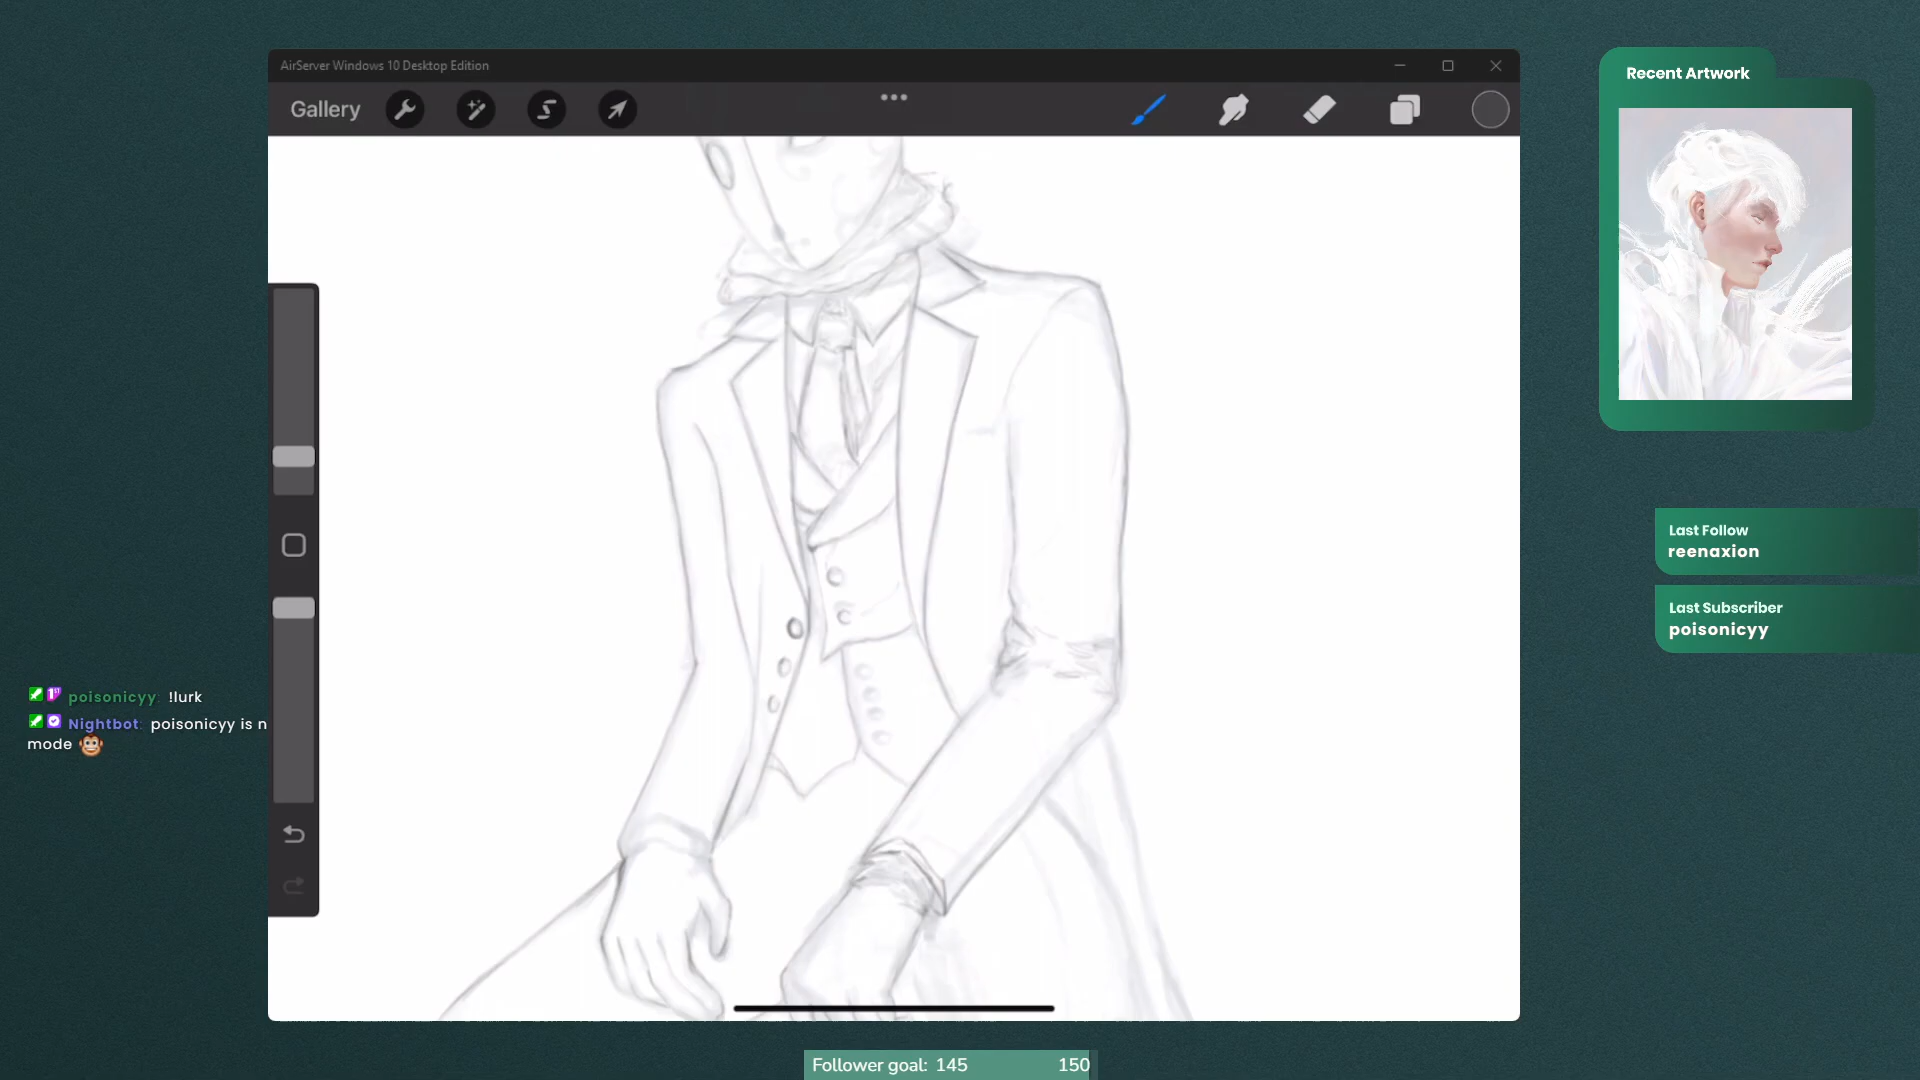 AirServer Windows 10 Desktop Edition
Gallery
Recent Artwork
Last Follow
reenaxion
Last Subscriber
poisonicyy
poisonicyy: !lurk
Nightbot: poisonicyy is n
mode
Follower goal: 145 150